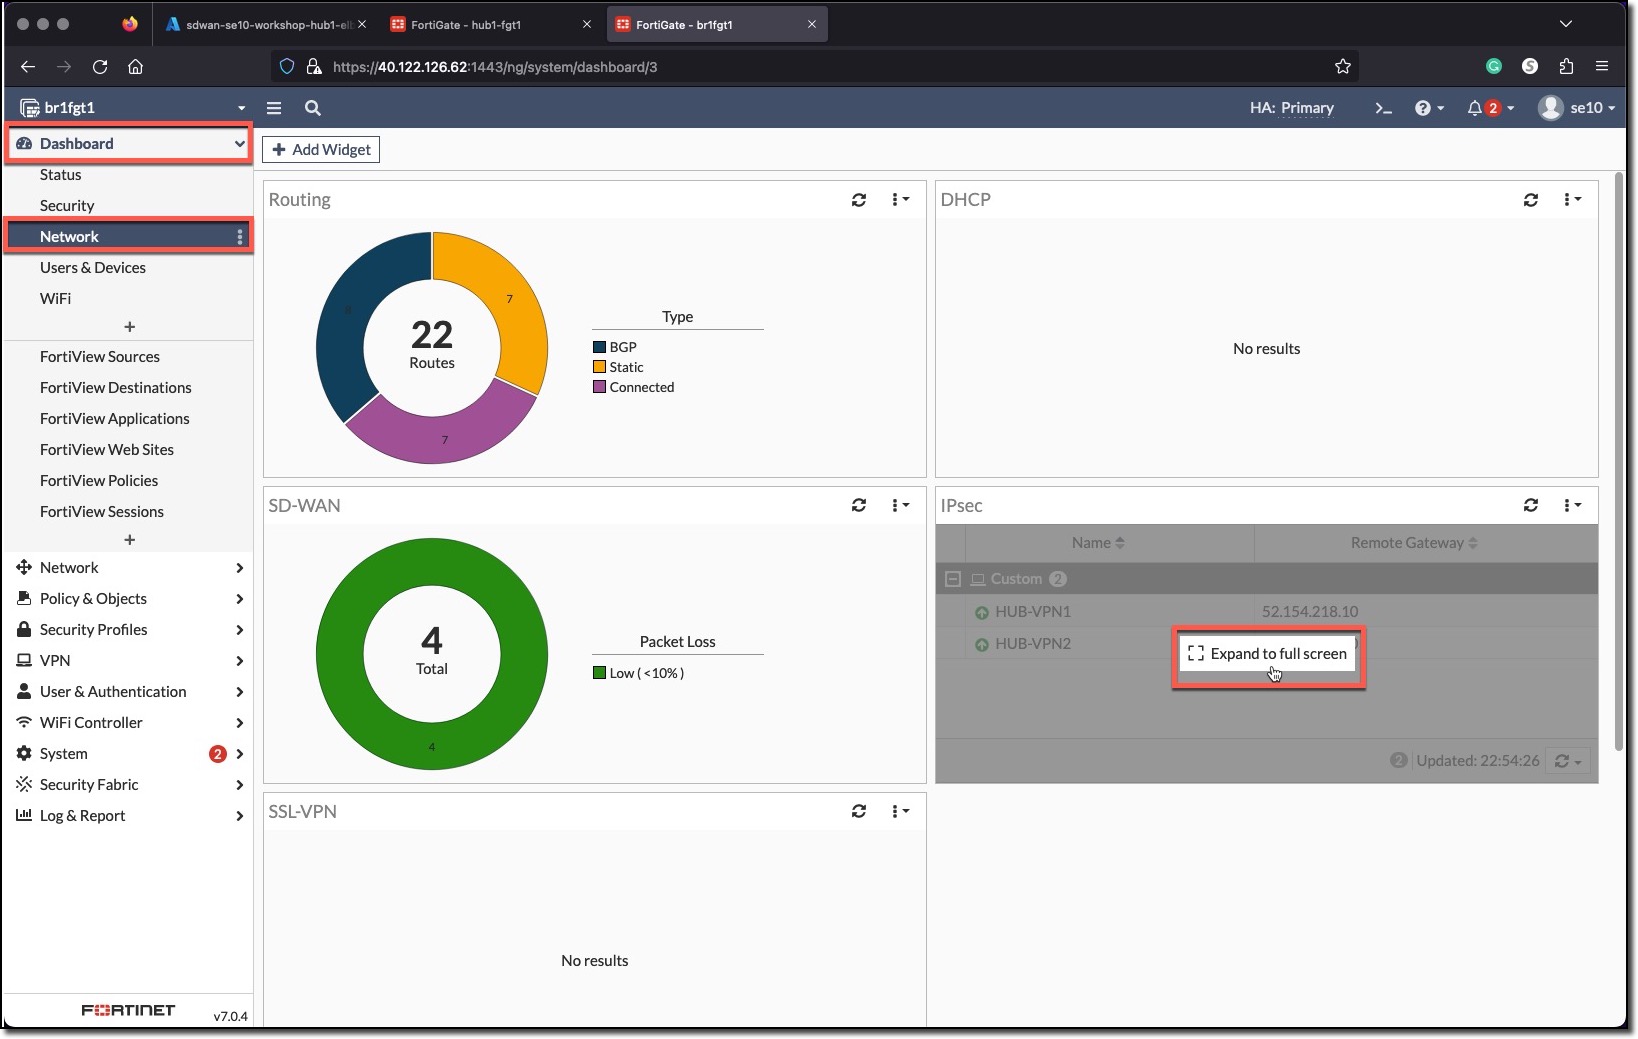 sdwan-se10-workshop-hub1-el
FortiGate - hub1-fgt1
FortiGate - br1fgt1
https://40.122.126.62:1443/ng/system/dashboard/3
br1fgt1
HA: Primary
2
se10
Dashboard
Status
Security
Network
Users & Devices
WiFi
+
FortiView Sources
FortiView Destinations
FortiView Applications
FortiView Web Sites
FortiView Policies
FortiView Sessions
+
Network
Policy & Objects
Security Profiles
VPN
User & Authentication
WiFi Controller
System
2
Security Fabric
Log & Report
FORTINET
v7.0.4
+ Add Widget
Routing
8
7
7
22
Routes
Type
BGP
Static
Connected
DHCP
No results
SD-WAN
4
Total
4
Packet Loss
Low ( <10% )
IPsec
Name
Remote Gateway
Custom 2
HUB-VPN1
52.154.218.10
HUB-VPN2
Expand to full screen
2
Updated: 22:54:26
SSL-VPN
No results